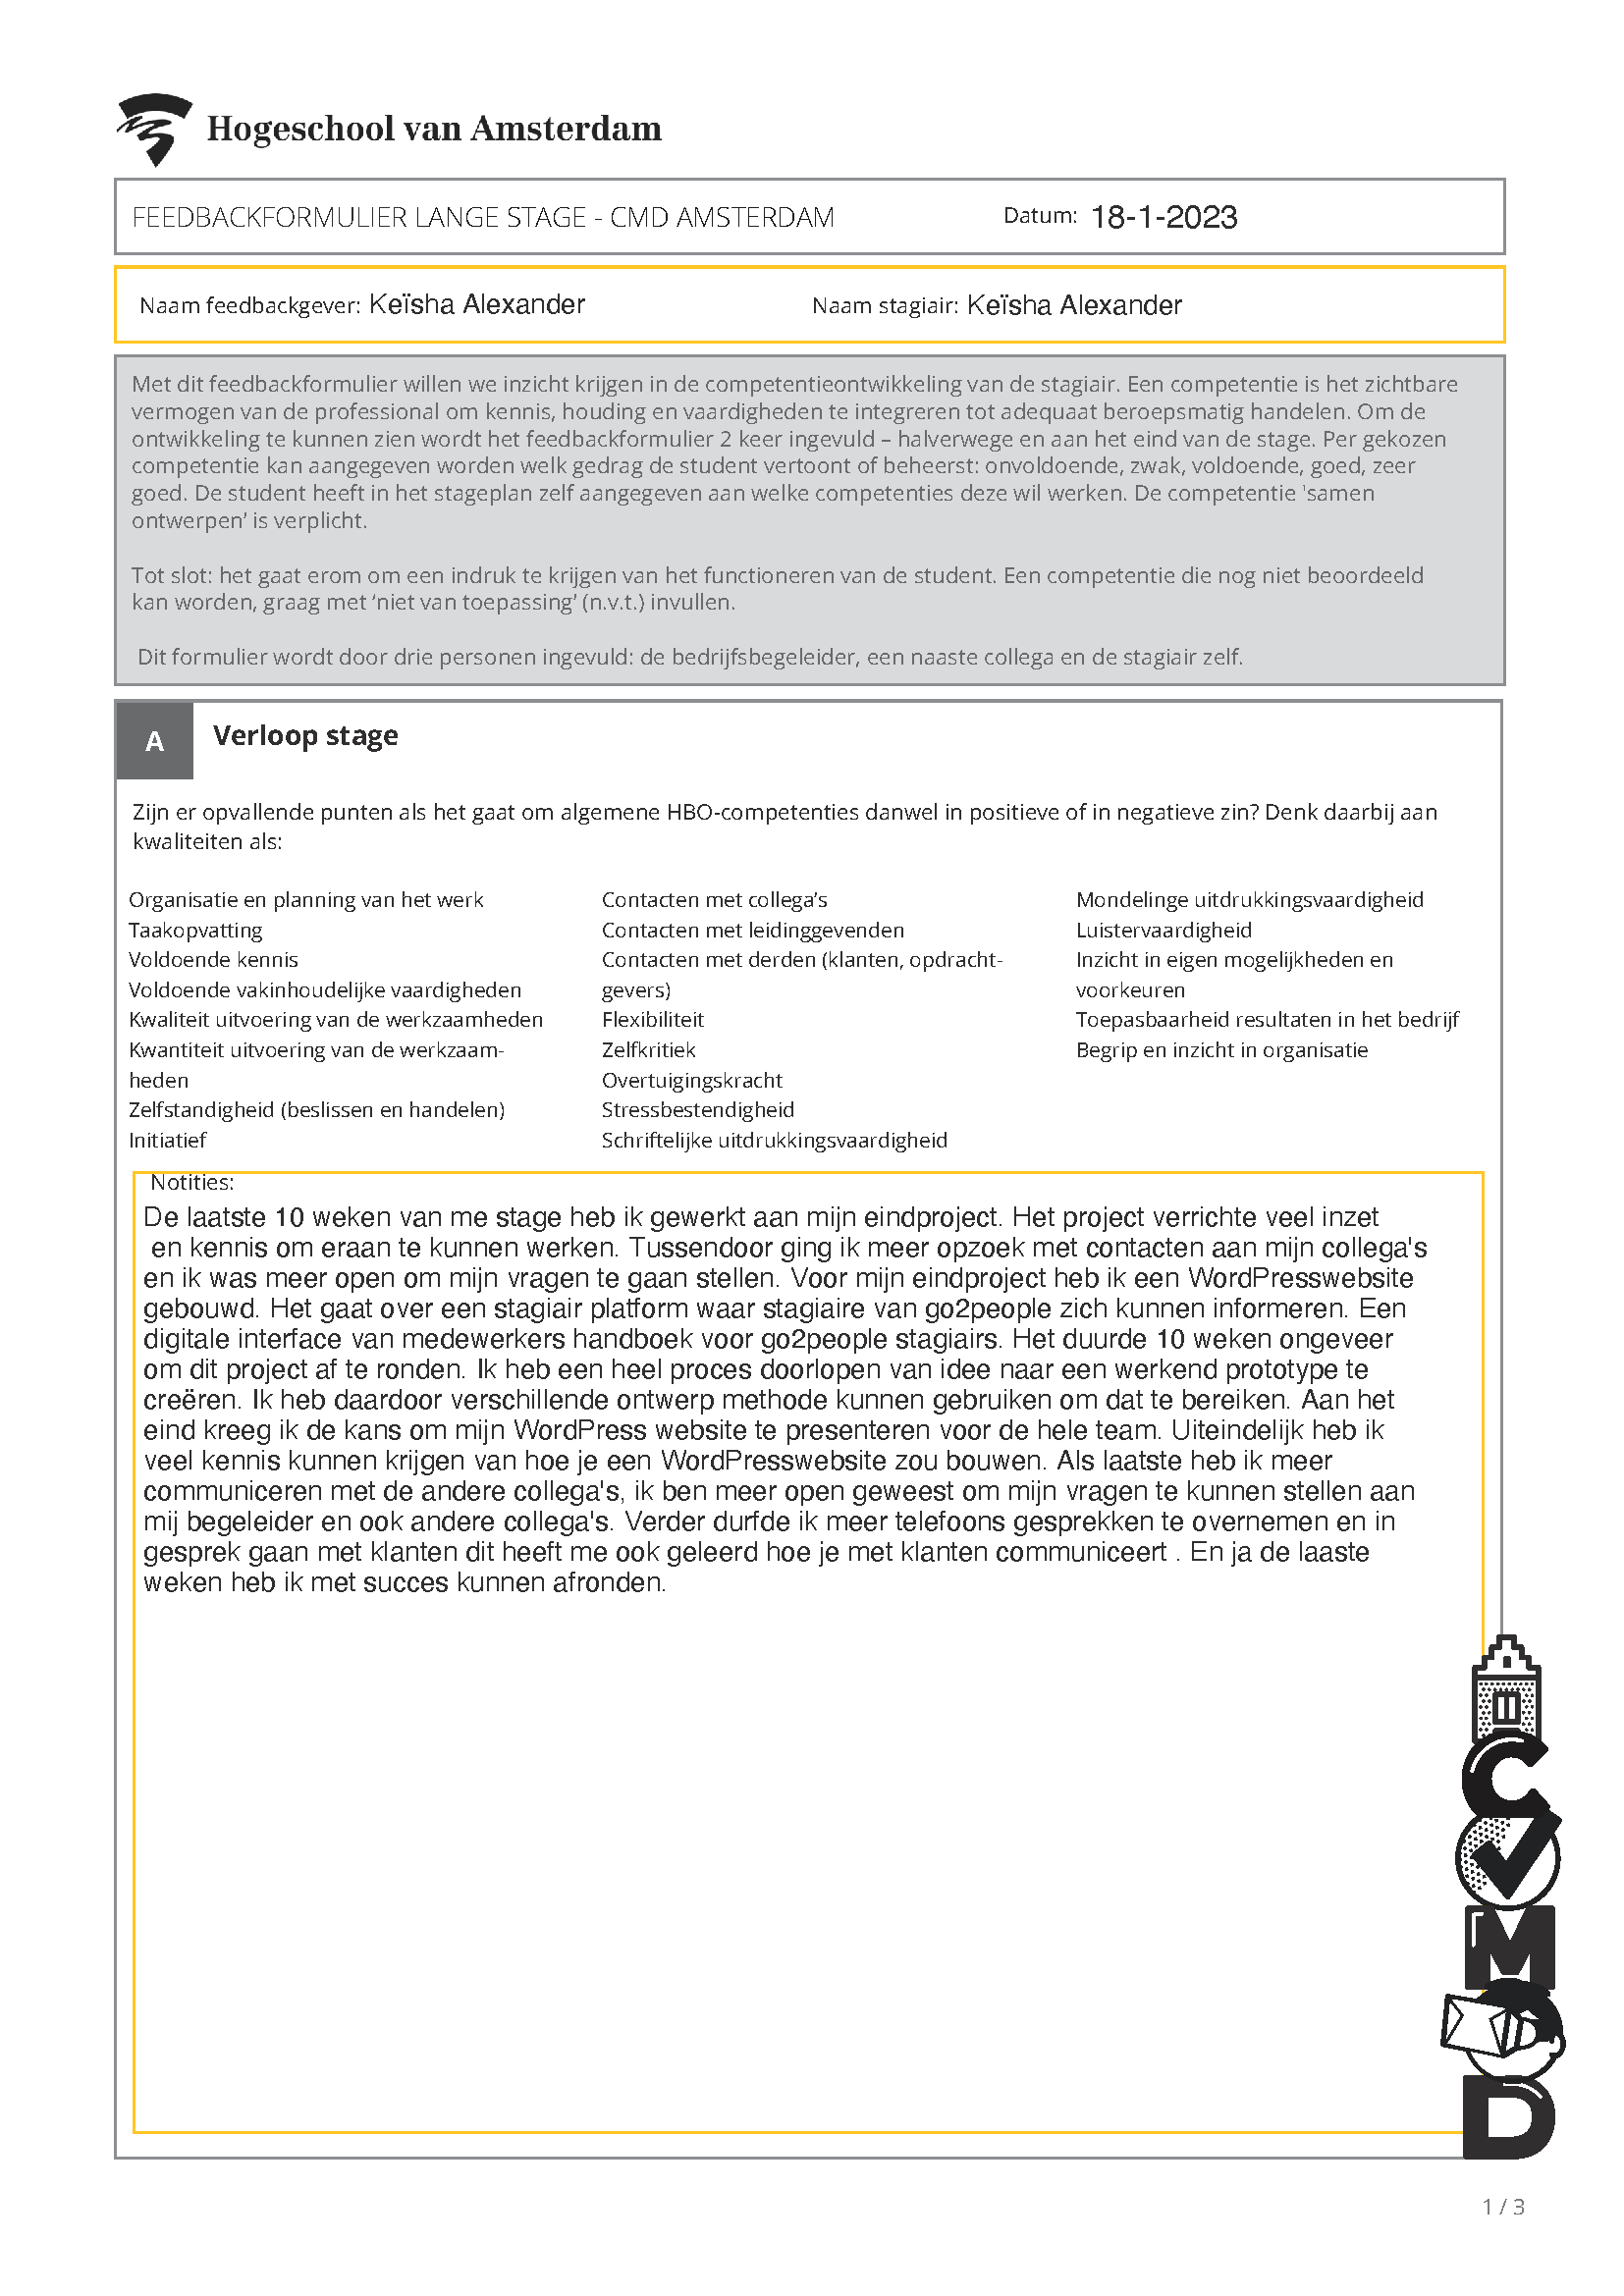 Hogeschool van Amsterdam
FEEDBACKFORMULIER LANGE STAGE - CMD AMSTERDAM
Datum: 18-1-2023
Naam feedbackgever: Keïsha Alexander
Naam stagiair: Keïsha Alexander
Met dit feedbackformulier willen we inzicht krijgen in de competentieontwikkeling van de stagiair. Een competentie is het zichtbare
vermogen van de professional om kennis, houding en vaardigheden te integreren tot adequaat beroepsmatig handelen. Om de
ontwikkeling te kunnen zien wordt het feedbackformulier 2 keer ingevuld – halverwege en aan het eind van de stage. Per gekozen
competentie kan aangegeven worden welk gedrag de student vertoont of beheerst: onvoldoende, zwak, voldoende, goed, zeer
goed. De student heeft in het stageplan zelf aangegeven aan welke competenties deze wil werken. De competentie 'samen
ontwerpen’ is verplicht.
Tot slot: het gaat erom om een indruk te krijgen van het functioneren van de student. Een competentie die nog niet beoordeeld
kan worden, graag met ‘niet van toepassing’ (n.v.t.) invullen.
Dit formulier wordt door drie personen ingevuld: de bedrijfsbegeleider, een naaste collega en de stagiair zelf.
A
Verloop stage
Zijn er opvallende punten als het gaat om algemene HBO-competenties danwel in positieve of in negatieve zin? Denk daarbij aan
kwaliteiten als:
Organisatie en planning van het werk
Taakopvatting
Voldoende kennis
Voldoende vakinhoudelijke vaardigheden
Kwaliteit uitvoering van de werkzaamheden
Kwantiteit uitvoering van de werkzaam-
heden
Zelfstandigheid (beslissen en handelen)
Initiatief
Contacten met collega’s
Contacten met leidinggevenden
Contacten met derden (klanten, opdracht-
gevers)
Flexibiliteit
Zelfkritiek
Overtuigingskracht
Stressbestendigheid
Schriftelijke uitdrukkingsvaardigheid
Mondelinge uitdrukkingsvaardigheid
Luistervaardigheid
Inzicht in eigen mogelijkheden en
voorkeuren
Toepasbaarheid resultaten in het bedrijf
Begrip en inzicht in organisatie
Notities:
De laatste 10 weken van me stage heb ik gewerkt aan mijn eindproject. Het project verrichte veel inzet
en kennis om eraan te kunnen werken. Tussendoor ging ik meer opzoek met contacten aan mijn collega's
en ik was meer open om mijn vragen te gaan stellen. Voor mijn eindproject heb ik een WordPresswebsite
gebouwd. Het gaat over een stagiair platform waar stagiaire van go2people zich kunnen informeren. Een
digitale interface van medewerkers handboek voor go2people stagiairs. Het duurde 10 weken ongeveer
om dit project af te ronden. Ik heb een heel proces doorlopen van idee naar een werkend prototype te
creëren. Ik heb daardoor verschillende ontwerp methode kunnen gebruiken om dat te bereiken. Aan het
eind kreeg ik de kans om mijn WordPress website te presenteren voor de hele team. Uiteindelijk heb ik
veel kennis kunnen krijgen van hoe je een WordPresswebsite zou bouwen. Als laatste heb ik meer
communiceren met de andere collega's, ik ben meer open geweest om mijn vragen te kunnen stellen aan
mij begeleider en ook andere collega's. Verder durfde ik meer telefoons gesprekken te overnemen en in
gesprek gaan met klanten dit heeft me ook geleerd hoe je met klanten communiceert . En ja de laaste
weken heb ik met succes kunnen afronden.
C
M
D
1 / 3